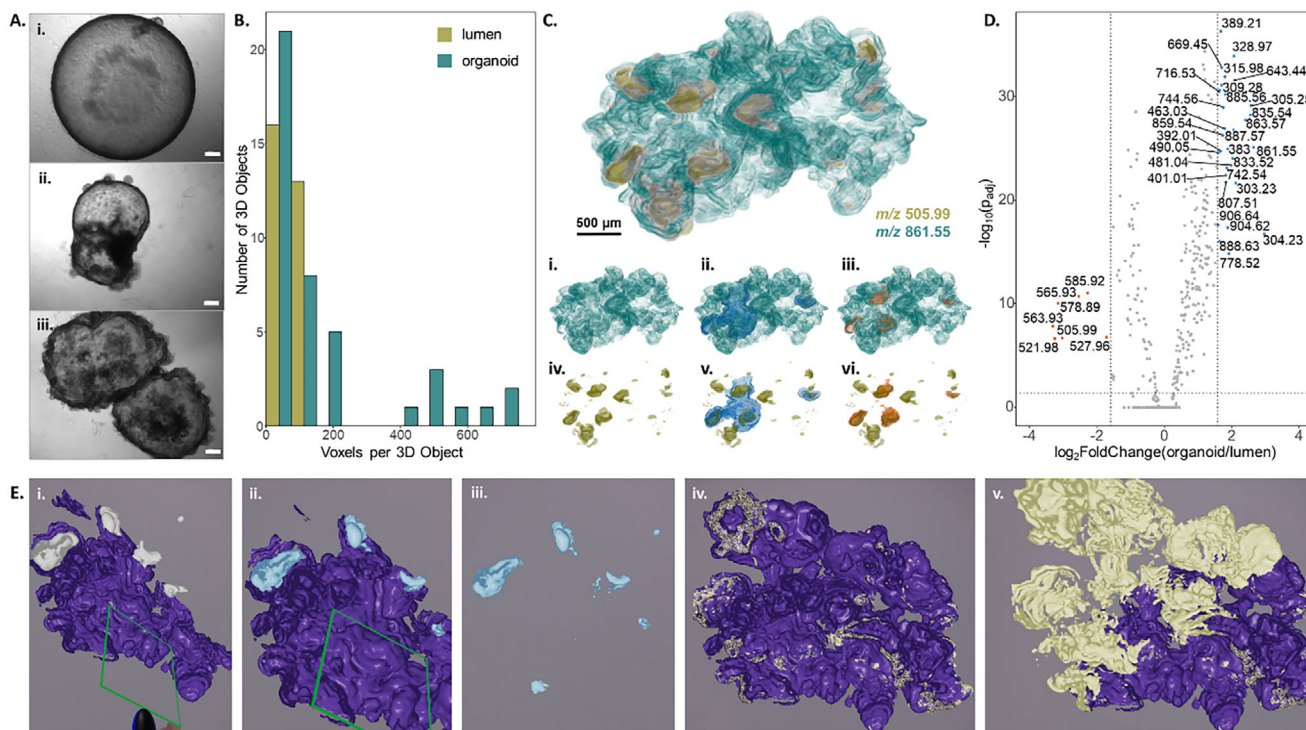 A.
i.
ii.
iii.
B.
Number of 3D Objects
20
15
10
5
0
lumen
organoid
0
200
400
600
Voxels per 3D Object
C.
500 µm
m/z 505.99
m/z 861.55
i.
ii.
iii.
iv.
v.
vi.
D.
-log10(padj)
30
20
10
0
389.21
669.45
328.97
315.98
643.44
716.53
309.28
885.56
744.56
835.54
463.03
863.57
859.54
887.57
392.01
383
861.55
490.05
833.52
481.04
742.54
401.01
303.23
807.51
906.64
904.62
304.23
888.63
778.52
585.92
565.93
578.89
563.93
505.99
521.98
527.96
-4
-2
0
2
4
log2FoldChange(organoid/lumen)
E.
i.
ii.
iii.
iv.
v.